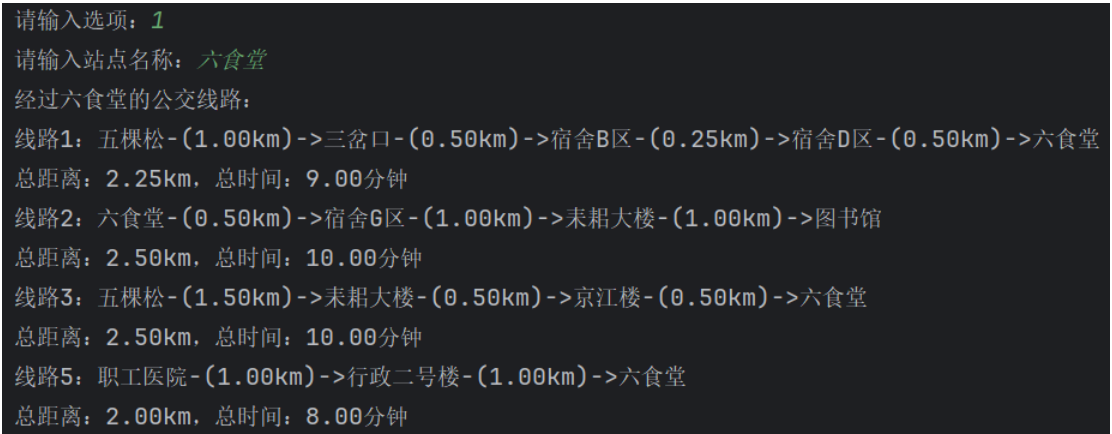 请输入选项：1
请输入站点名称：六食堂
经过六食堂的公交线路：
线路1：五棵松-(1.00km)->三岔口-(0.50km)->宿舍B区-(0.25km)->宿舍D区-(0.50km)->六食堂
总距离：2.25km，总时间：9.00分钟
线路2：六食堂-(0.50km)->宿舍G区-(1.00km)->耒耜大楼-(1.00km)->图书馆
总距离：2.50km，总时间：10.00分钟
线路3：五棵松-(1.50km)->耒耜大楼-(0.50km)->京江楼-(0.50km)->六食堂
总距离：2.50km，总时间：10.00分钟
线路5：职工医院-(1.00km)->行政二号楼-(1.00km)->六食堂
总距离：2.00km，总时间：8.00分钟